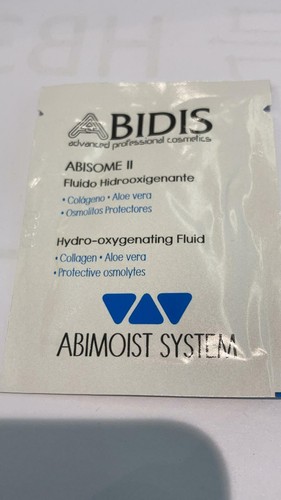 ABIDIS
advanced professional cosmetics
ABISOME II
Fluido Hidrooxigenante
• Colágeno • Aloe vera
• Osmolitos Protectores
Hydro-oxygenating Fluid
• Collagen • Aloe vera
• Protective osmolytes
ABIMOIST SYSTEM